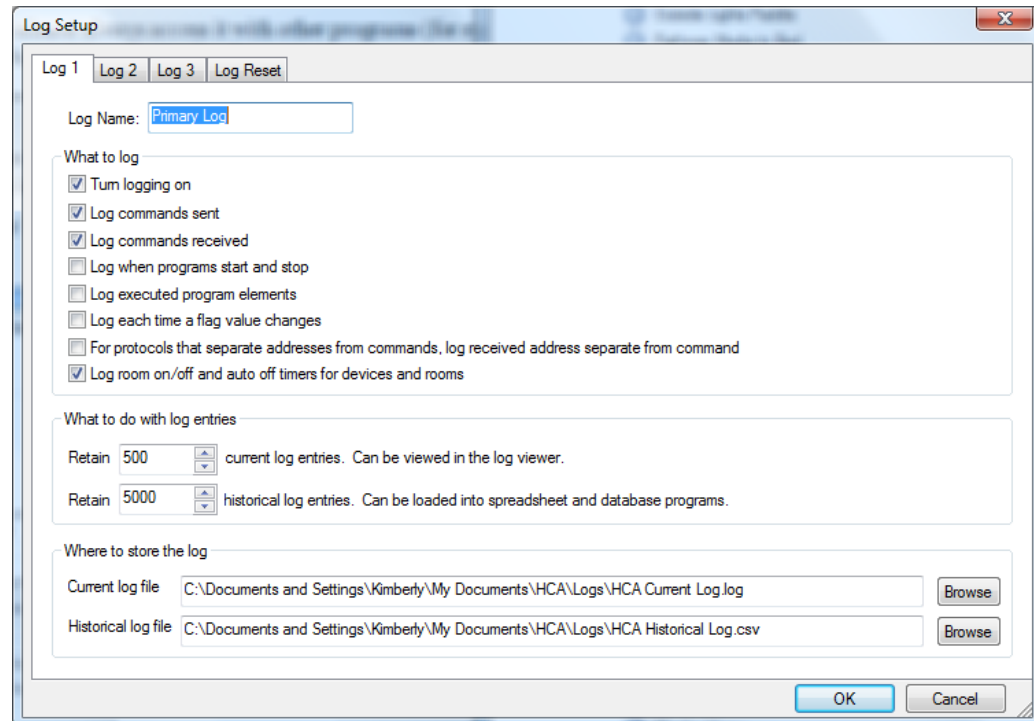 Log Setup
Log 1 Log 2 Log 3 Log Reset
Log Name: Primary Log
What to log
Turn logging on
Log commands sent
Log commands received
Log when programs start and stop
Log executed program elements
Log each time a flag value changes
For protocols that separate addresses from commands, log received address separate from command
Log room on/off and auto off timers for devices and rooms
What to do with log entries
Retain 500 current log entries. Can be viewed in the log viewer.
Retain 5000 historical log entries. Can be loaded into spreadsheet and database programs.
Where to store the log
Current log file C:\Documents and Settings\Kimberly\My Documents\HCA\Logs\HCA Current Log.log Browse
Historical log file C:\Documents and Settings\Kimberly\My Documents\HCA\Logs\HCA Historical Log.csv Browse
OK Cancel